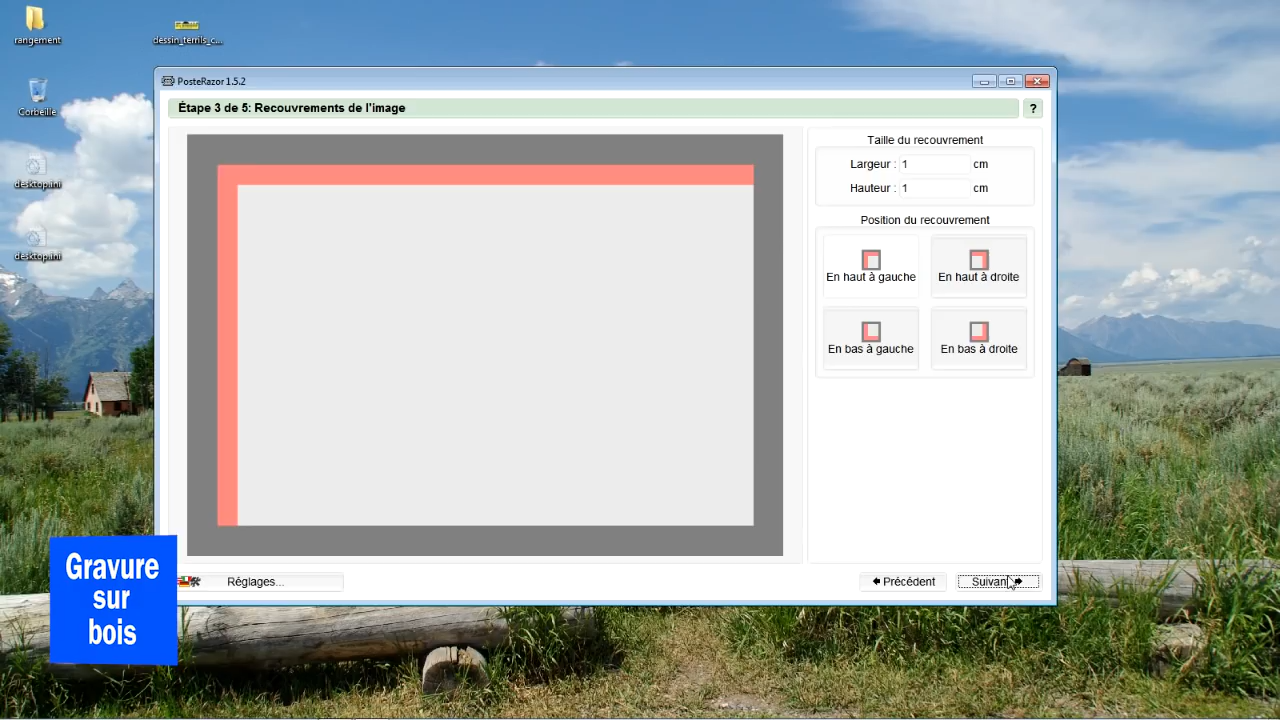 rangement
dessin_terrils_c...
Corbeille
desktop.ini
desktop.ini
PosteRazor 1.5.2
Étape 3 de 5: Recouvrements de l'image
?
Taille du recouvrement
Largeur : 1 cm
Hauteur : 1 cm
Position du recouvrement
En haut à gauche
En haut à droite
En bas à gauche
En bas à droite
Réglages...
Précédent
Suivant
Gravure
sur
bois